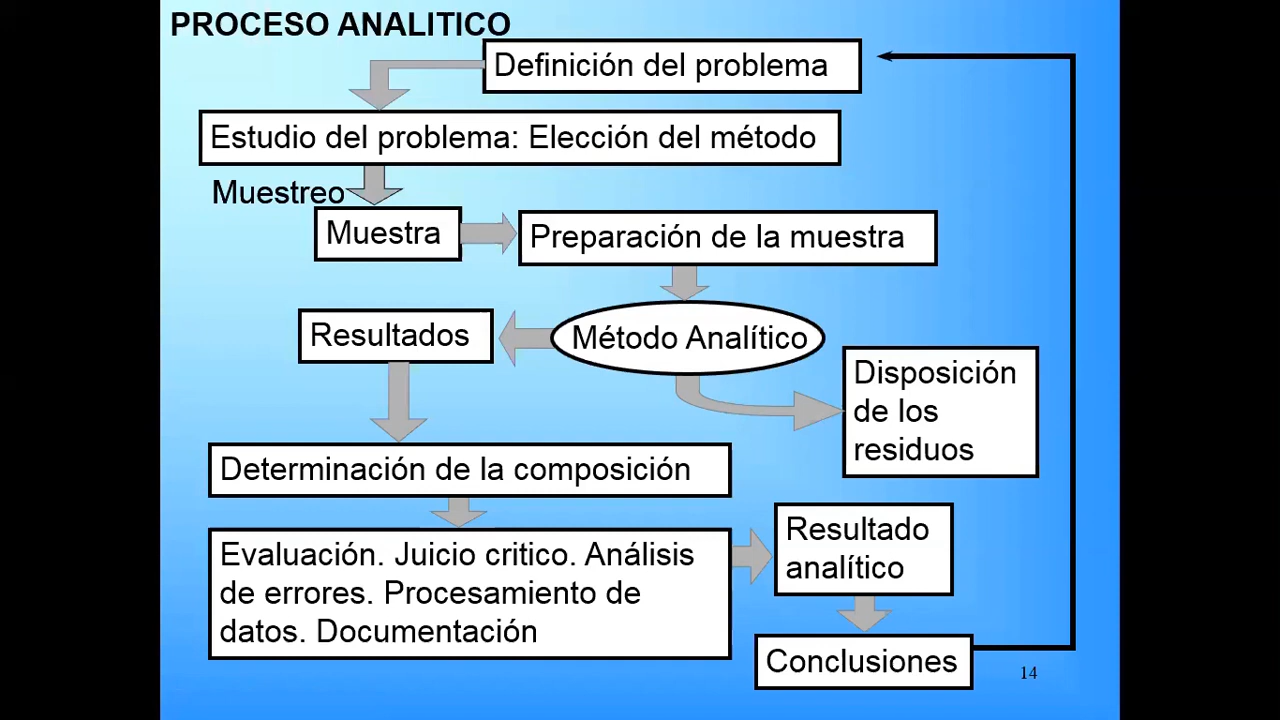 PROCESO ANALITICO
Definición del problema
Estudio del problema: Elección del método
Muestreo
Muestra
Preparación de la muestra
Resultados
Método Analítico
Disposición
de los
residuos
Determinación de la composición
Evaluación. Juicio critico. Análisis
de errores. Procesamiento de
datos. Documentación
Resultado
analítico
Conclusiones
14